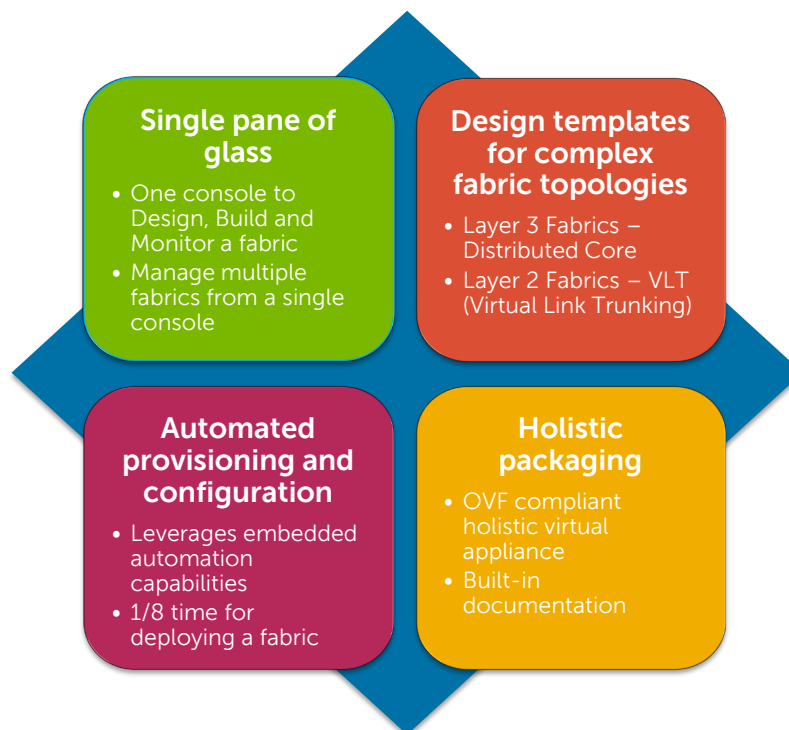 Single pane of
glass
• One console to
Design, Build and
Monitor a fabric
• Manage multiple
fabrics from a single
console
Design templates
for complex
fabric topologies
• Layer 3 Fabrics –
Distributed Core
• Layer 2 Fabrics – VLT
(Virtual Link Trunking)
Automated
provisioning and
configuration
• Leverages embedded
automation
capabilities
• 1/8 time for
deploying a fabric
Holistic
packaging
• OVF compliant
holistic virtual
appliance
• Built-in
documentation